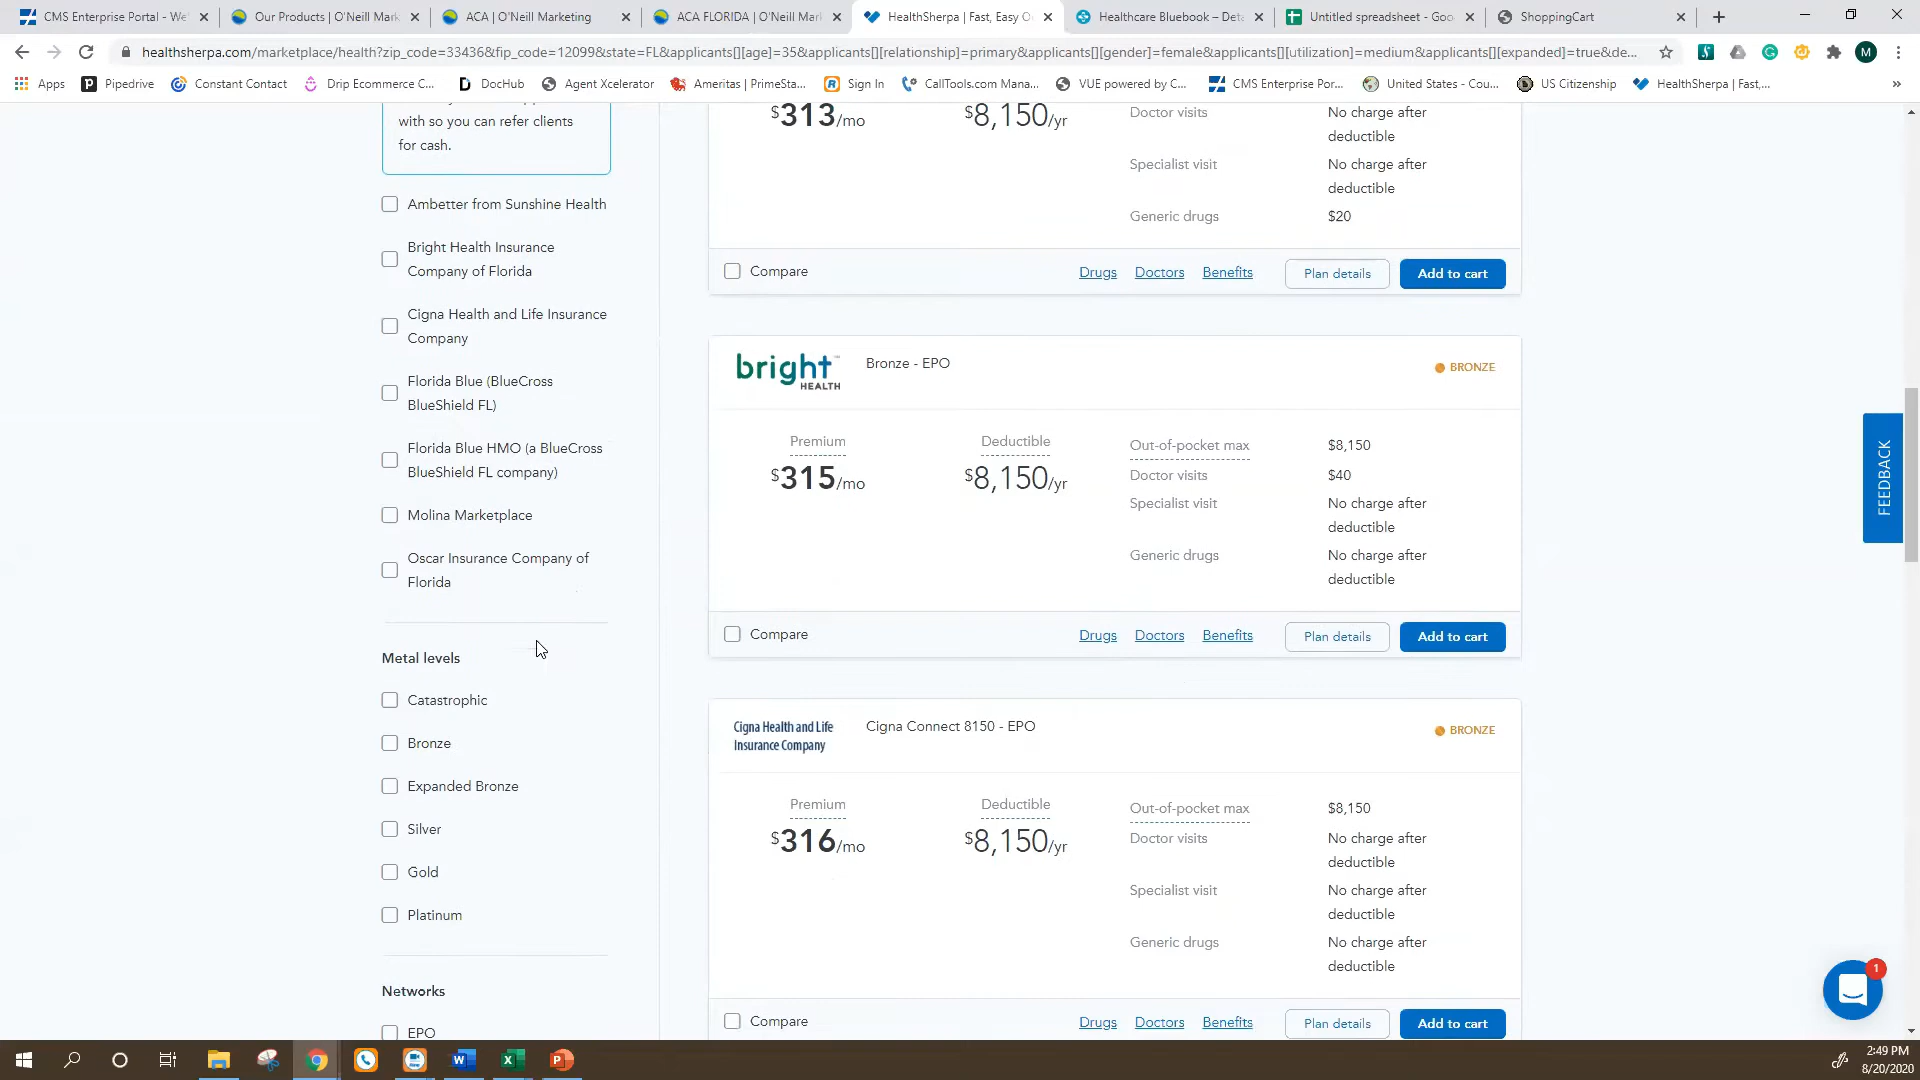 CMS Enterprise Portal - We
Our Products | O'Neill Mark
ACA | O'Neill Marketing
ACA FLORIDA | O'Neill Mar
HealthSherpa | Fast, Easy O
Healthcare Bluebook – Deta
Untitled spreadsheet - Goo
ShoppingCart
healthsherpa.com/marketplace/health?zip_code=33436&fip_code=12099&state=FL&applicants[][age]=35&applicants[][relationship]=primary&applicants[][gender]=female&applicants[][utilization]=medium&applicants[][expanded]=true&de...
M
Apps
Pipedrive
Constant Contact
Drip Ecommerce C...
DocHub
Agent Xcelerator
Ameritas | PrimeSta...
Sign In
CallTools.com Mana...
VUE powered by C...
CMS Enterprise Por...
United States - Cou...
US Citizenship
HealthSherpa | Fast,...
»
with so you can refer clients
for cash.
Ambetter from Sunshine Health
Bright Health Insurance
Company of Florida
Cigna Health and Life Insurance
Company
Florida Blue (BlueCross
BlueShield FL)
Florida Blue HMO (a BlueCross
BlueShield FL company)
Molina Marketplace
Oscar Insurance Company of
Florida
Metal levels
Catastrophic
Bronze
Expanded Bronze
Silver
Gold
Platinum
Networks
EPO
$313/mo
$8,150/yr
Doctor visits
No charge after
deductible
Specialist visit
No charge after
deductible
Generic drugs
$20
Compare
Drugs
Doctors
Benefits
Plan details
Add to cart
bright HEALTH
Bronze - EPO
BRONZE
Premium
$315/mo
Deductible
$8,150/yr
Out-of-pocket max
$8,150
Doctor visits
$40
Specialist visit
No charge after
deductible
Generic drugs
No charge after
deductible
Compare
Drugs
Doctors
Benefits
Plan details
Add to cart
Cigna Health and Life
Insurance Company
Cigna Connect 8150 - EPO
BRONZE
Premium
$316/mo
Deductible
$8,150/yr
Out-of-pocket max
$8,150
Doctor visits
No charge after
deductible
Specialist visit
No charge after
deductible
Generic drugs
No charge after
deductible
Compare
Drugs
Doctors
Benefits
Plan details
Add to cart
FEEDBACK
1
2:49 PM
8/20/2020